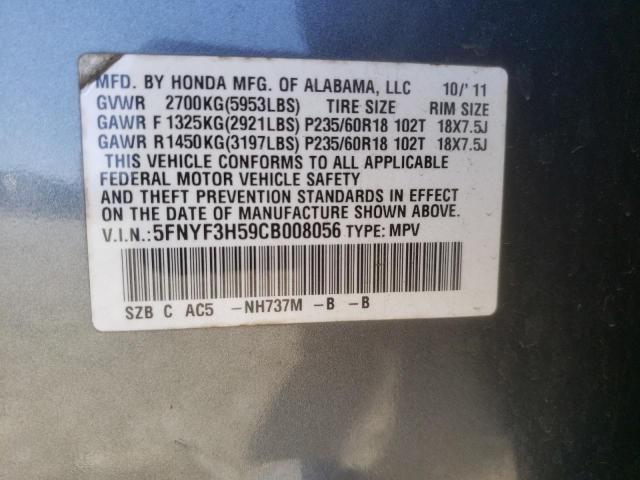 MFD. BY HONDA MFG. OF ALABAMA, LLC 10/'11
GVWR 2700KG(5953LBS) TIRE SIZE RIM SIZE
GAWR F1325KG(2921LBS) P235/60R18 102T 18X7.5J
GAWR R1450KG(3197LBS) P235/60R18 102T 18X7.5J
THIS VEHICLE CONFORMS TO ALL APPLICABLE
FEDERAL MOTOR VEHICLE SAFETY
AND THEFT PREVENTION STANDARDS IN EFFECT
ON THE DATE OF MANUFACTURE SHOWN ABOVE.
V.I.N.:5FNYF3H59CB008056 TYPE: MPV
SZB C AC5 -NH737M -B -B